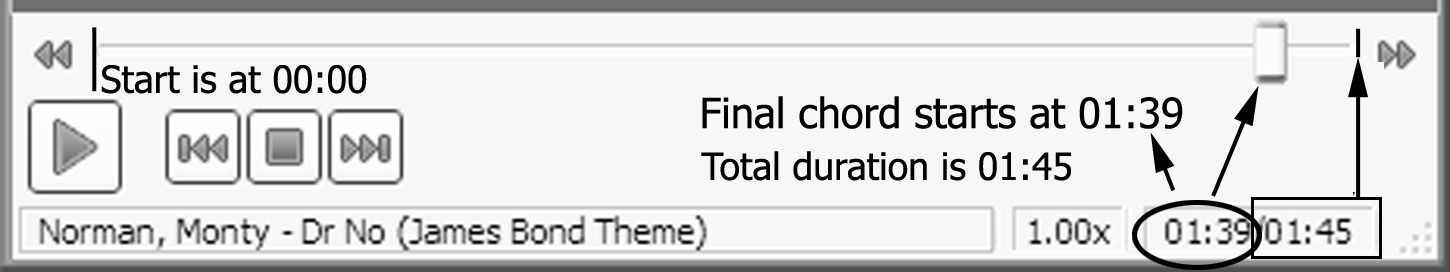 Start is at 00:00
Final chord starts at 01:39
Total duration is 01:45
Norman, Monty - Dr No (James Bond Theme)
1.00x
01:39/01:45